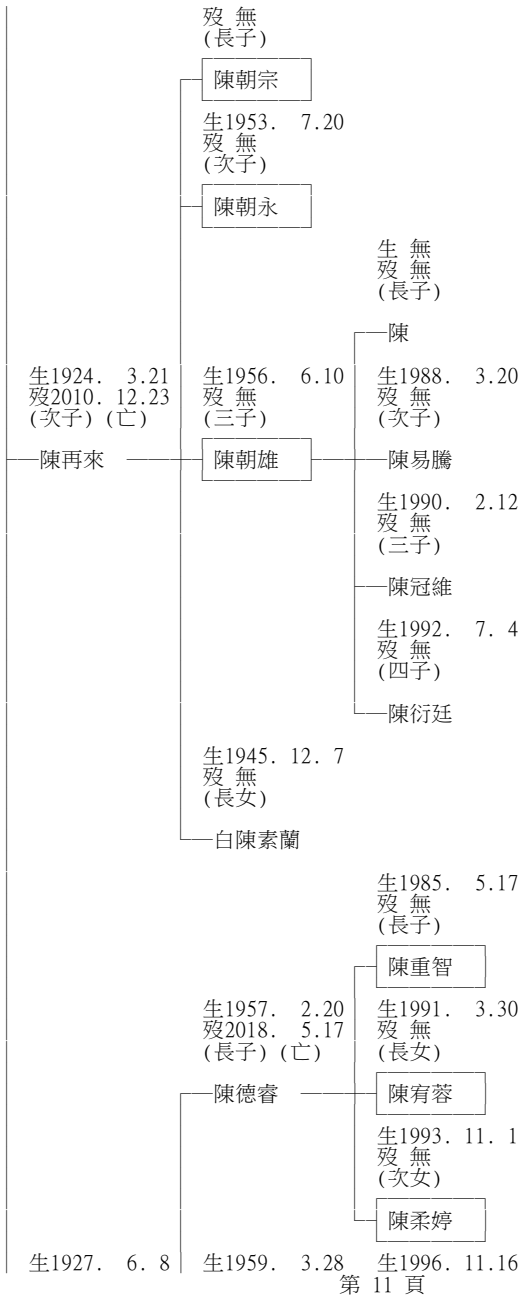 歿 無
(長子)
陳朝宗
生1953. 7.20
歿 無
(次子)
陳朝永
生 無
歿 無
(長子)
陳
生1924. 3.21 生1956. 6.10 生1988. 3.20
歿2010. 12.23 歿 無 歿 無
(次子) (亡) (三子) (次子)
陳再來 陳朝雄 陳易騰
生1990. 2.12
歿 無
(三子)
陳冠維
生1992. 7. 4
歿 無
(四子)
陳衍廷
生1945. 12. 7
歿 無
(長女)
白陳素蘭
生1985. 5.17
歿 無
(長子)
陳重智
生1957. 2.20 生1991. 3.30
歿2018. 5.17 歿 無
(長子) (亡) (長女)
陳德睿 陳宥蓉
生1993. 11. 1
歿 無
(次女)
陳柔婷
生1927. 6. 8 生1959. 3.28 生1996. 11.16
第 11 頁